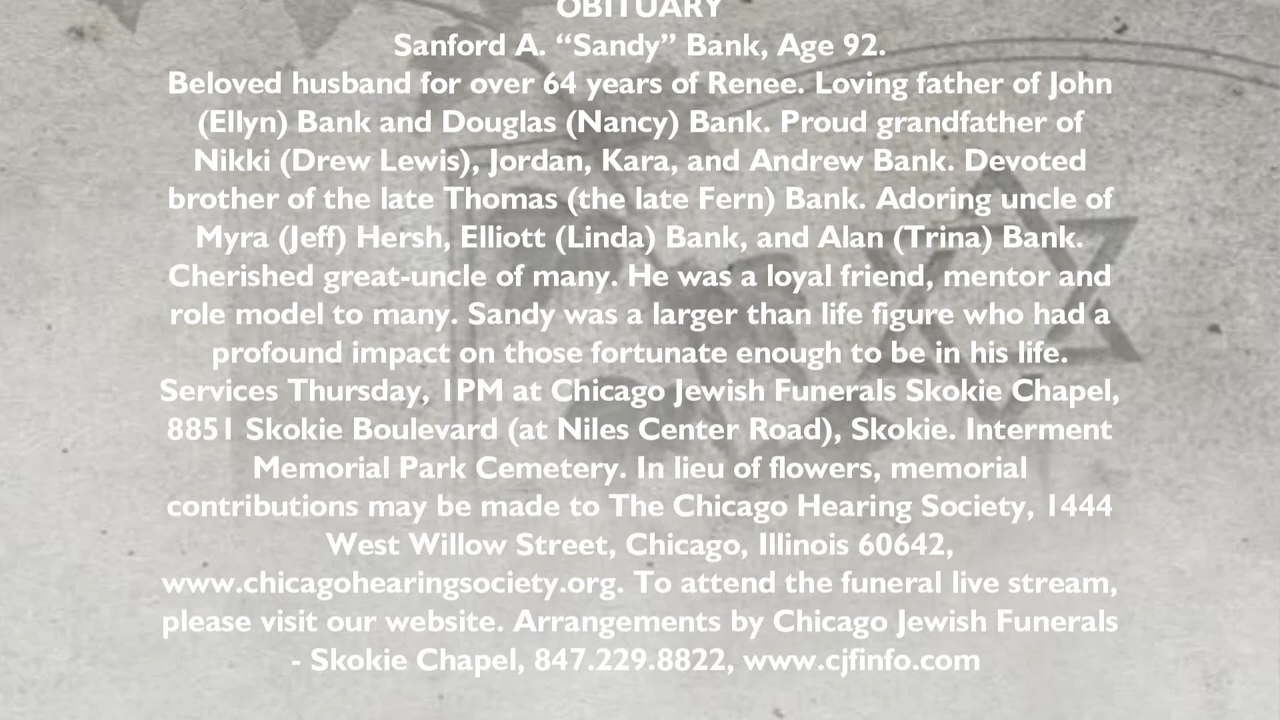 OBITUARY
Sanford A. “Sandy” Bank, Age 92.
Beloved husband for over 64 years of Renee. Loving father of John
(Ellyn) Bank and Douglas (Nancy) Bank. Proud grandfather of
Nikki (Drew Lewis), Jordan, Kara, and Andrew Bank. Devoted
brother of the late Thomas (the late Fern) Bank. Adoring uncle of
Myra (Jeff) Hersh, Elliott (Linda) Bank, and Alan (Trina) Bank.
Cherished great-uncle of many. He was a loyal friend, mentor and
role model to many. Sandy was a larger than life figure who had a
profound impact on those fortunate enough to be in his life.
Services Thursday, 1PM at Chicago Jewish Funerals Skokie Chapel,
8851 Skokie Boulevard (at Niles Center Road), Skokie. Interment
Memorial Park Cemetery. In lieu of flowers, memorial
contributions may be made to The Chicago Hearing Society, 1444
West Willow Street, Chicago, Illinois 60642,
www.chicagohearingsociety.org. To attend the funeral live stream,
please visit our website. Arrangements by Chicago Jewish Funerals
- Skokie Chapel, 847.229.8822, www.cjfinfo.com